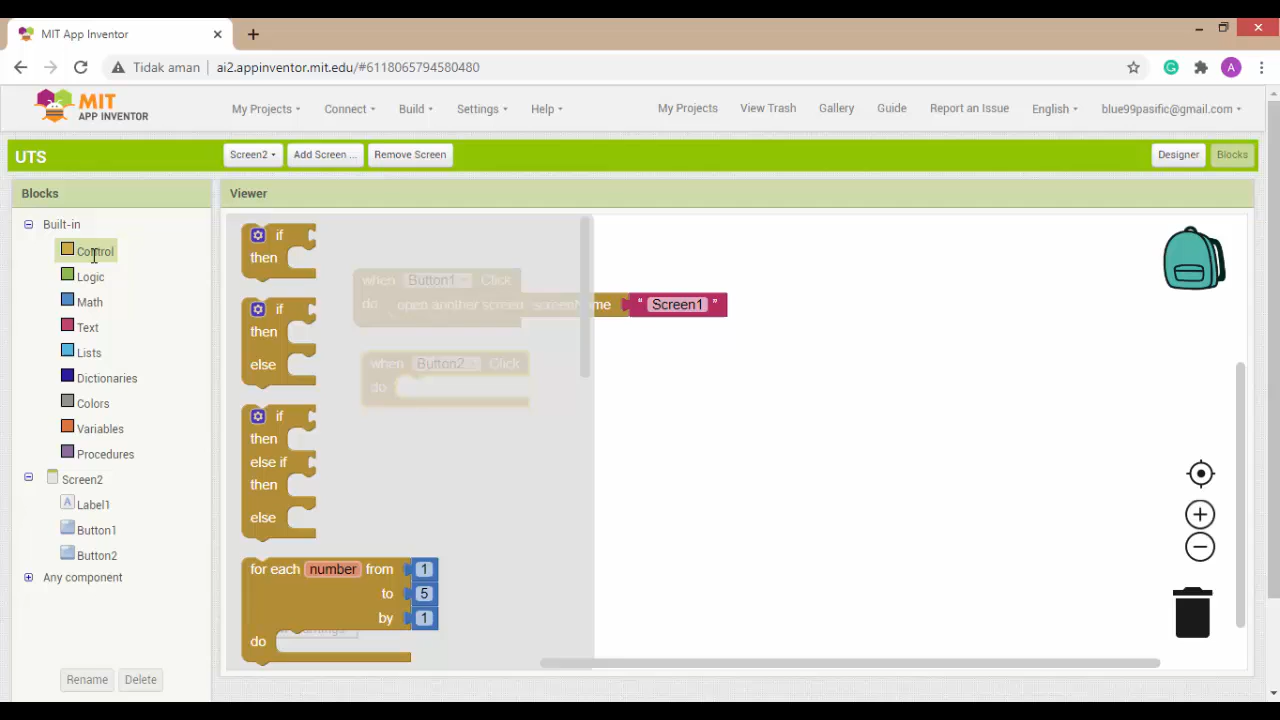 MIT App Inventor
Tidak aman
ai2.appinventor.mit.edu/#6118065794580480
A
MIT
APP INVENTOR
My Projects
Connect
Build
Settings
Help
My Projects
View Trash
Gallery
Guide
Report an Issue
English
blue99pasific@gmail.com
UTS
Screen2
Add Screen ...
Remove Screen
Designer
Blocks
Blocks
Viewer
Built-in
Control
Logic
Math
Text
Lists
Dictionaries
Colors
Variables
Procedures
Screen2
Label1
A
Button1
Button2
Any component
Rename
Delete
if
then
if
then
else
if
then
else if
then
else
for each number from 1
to 5
by 1
do
when Button1 .Click
do open another screen screenName " Screen1 "
when Button2 .Click
do